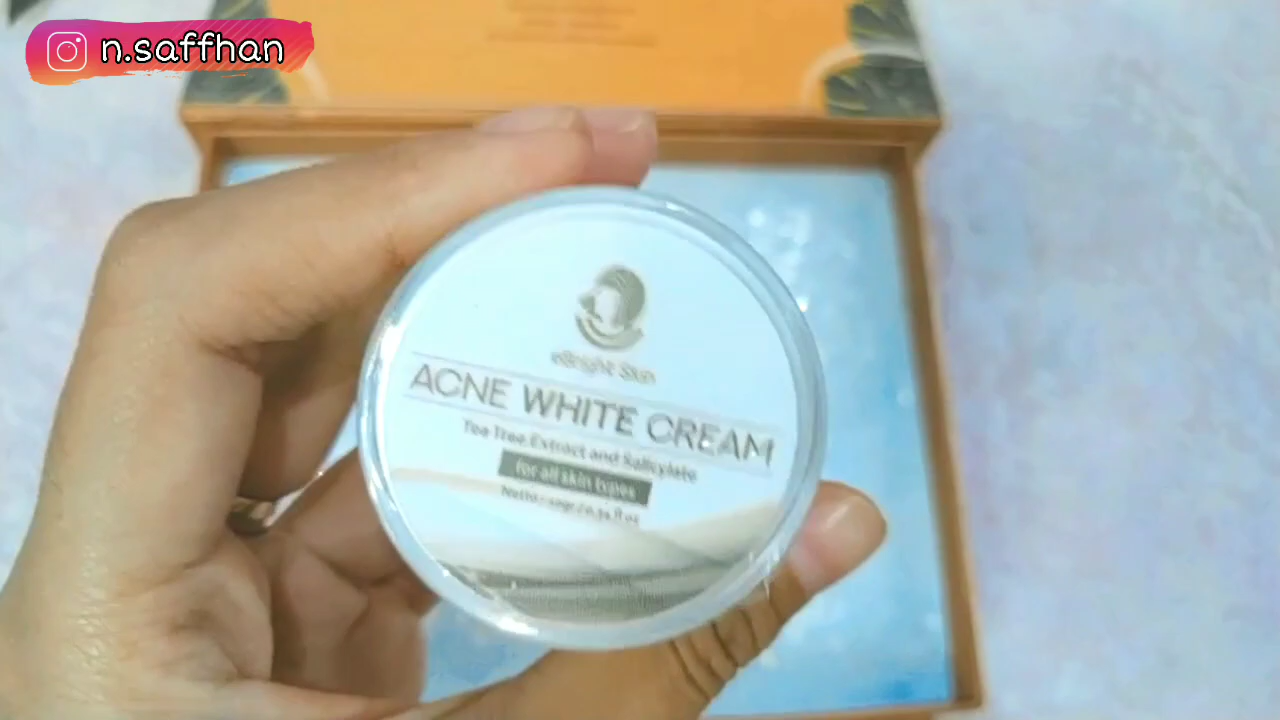 n.saffhan
eBright Skin
ACNE WHITE CREAM
Tea Tree Extract and Salicylate
for all skin types